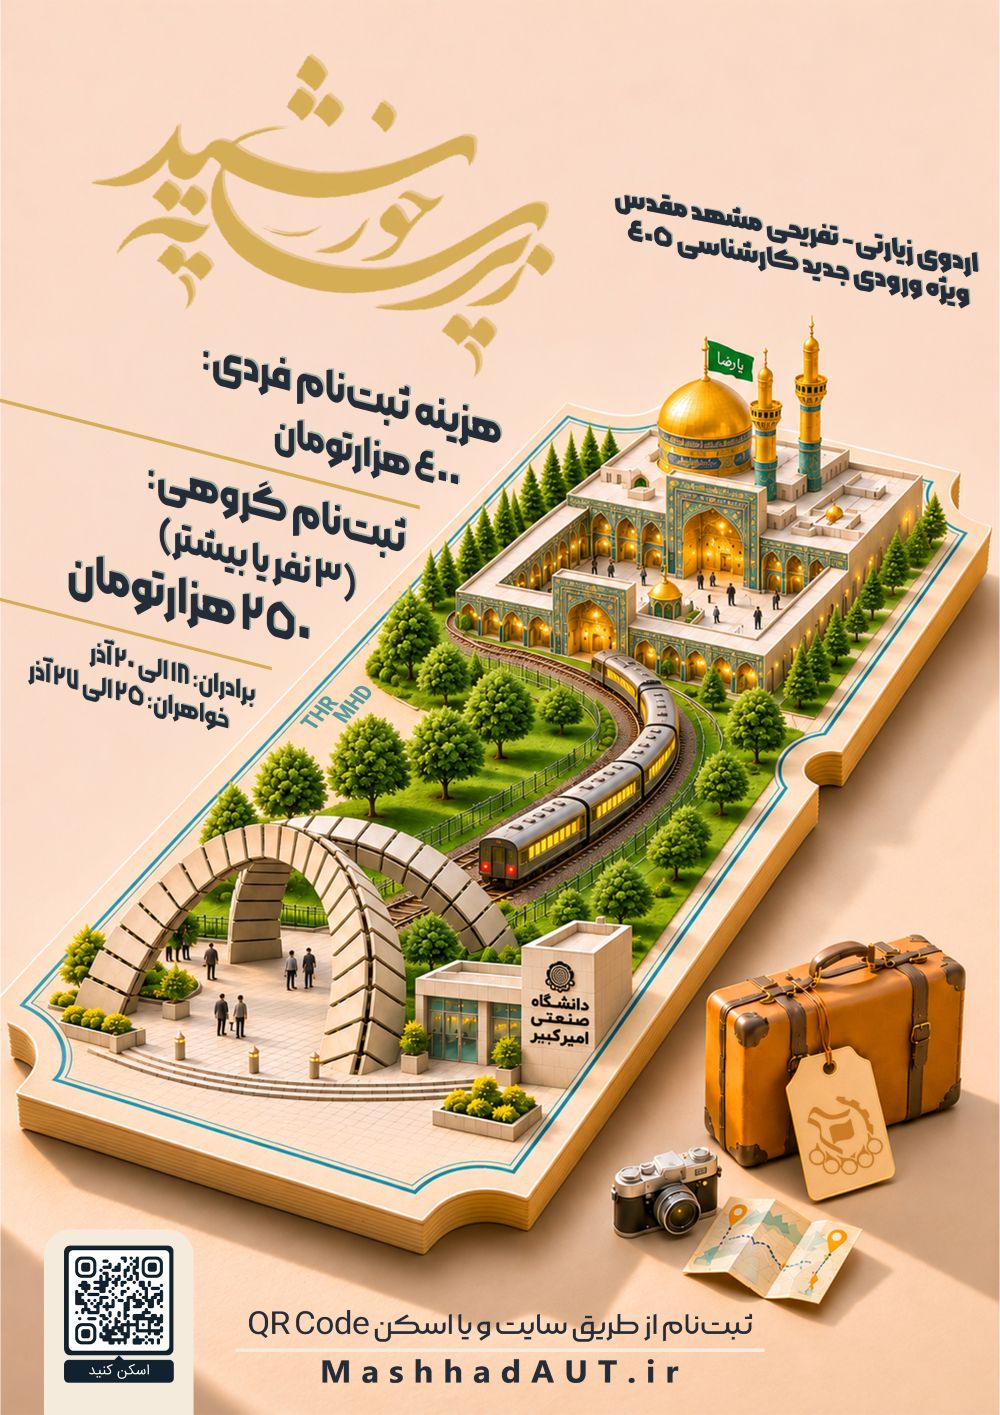 زیر سایه خورشید
اردوی زیارتی- تفریحی مشهد مقدس
ویژه ورودی جدید کارشناسی ۴۰۵
یا رضا
هزینه ثبت‌نام فردی:
۴۰۰ هزارتومان
ثبت‌نام گروهی:
(۳ نفر یا بیشتر)
۲۵۰ هزارتومان
برادران: ۱۸ الی ۲۰ آذر
خواهران: ۲۵ الی ۲۷ آذر
THR
MHD
دانشگاه
صنعتی
امیرکبیر
ثبت‌نام از طریق سایت و یا اسکن QR Code
MashhadAUT.ir
اسکن کنید